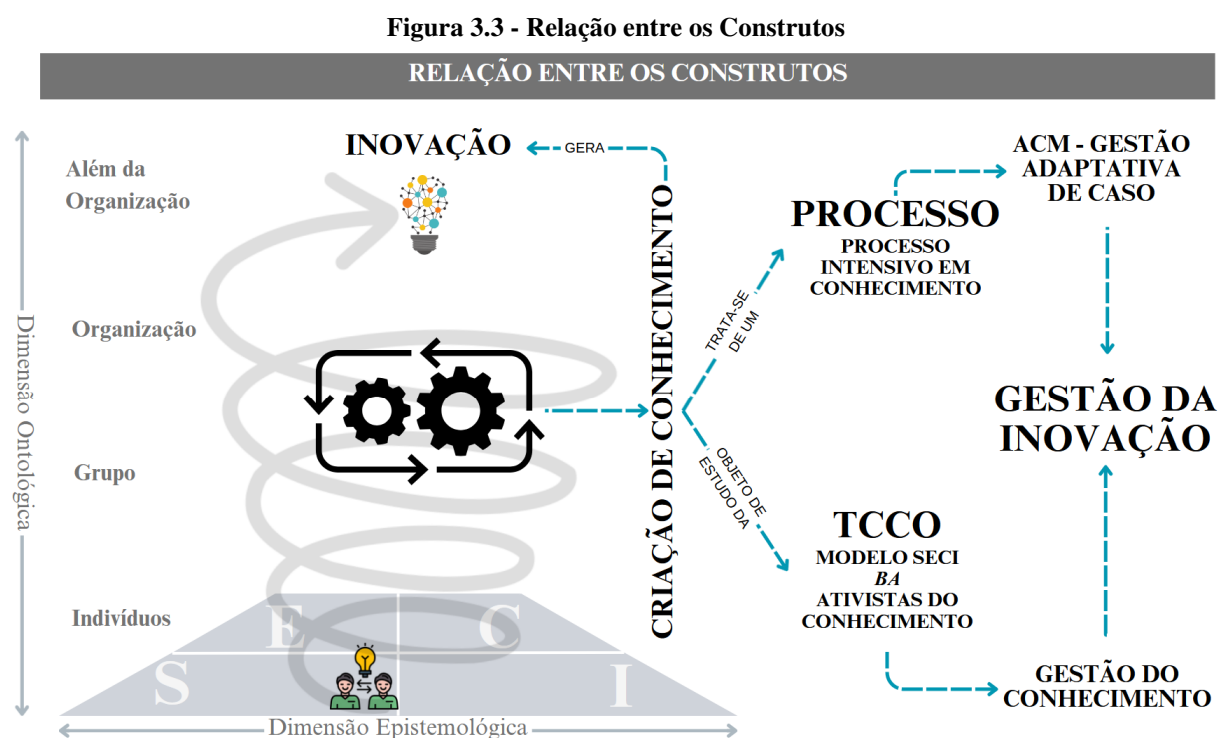 Figura 3.3 - Relação entre os Construtos
RELAÇÃO ENTRE OS CONSTRUTOS
Dimensão Ontológica
Além da
Organização
Organização
Grupo
Indivíduos
INOVAÇÃO
GERA
E
C
S
I
Dimensão Epistemológica
CRIAÇÃO DE CONHECIMENTO
TRATA-SE
DE UM
OBJETO DE
ESTUDO DA
PROCESSO
PROCESSO
INTENSIVO EM
CONHECIMENTO
ACM - GESTÃO
ADAPTATIVA
DE CASO
GESTÃO DA
INOVAÇÃO
TCCO
MODELO SECI
BA
ATIVISTAS DO
CONHECIMENTO
GESTÃO DO
CONHECIMENTO